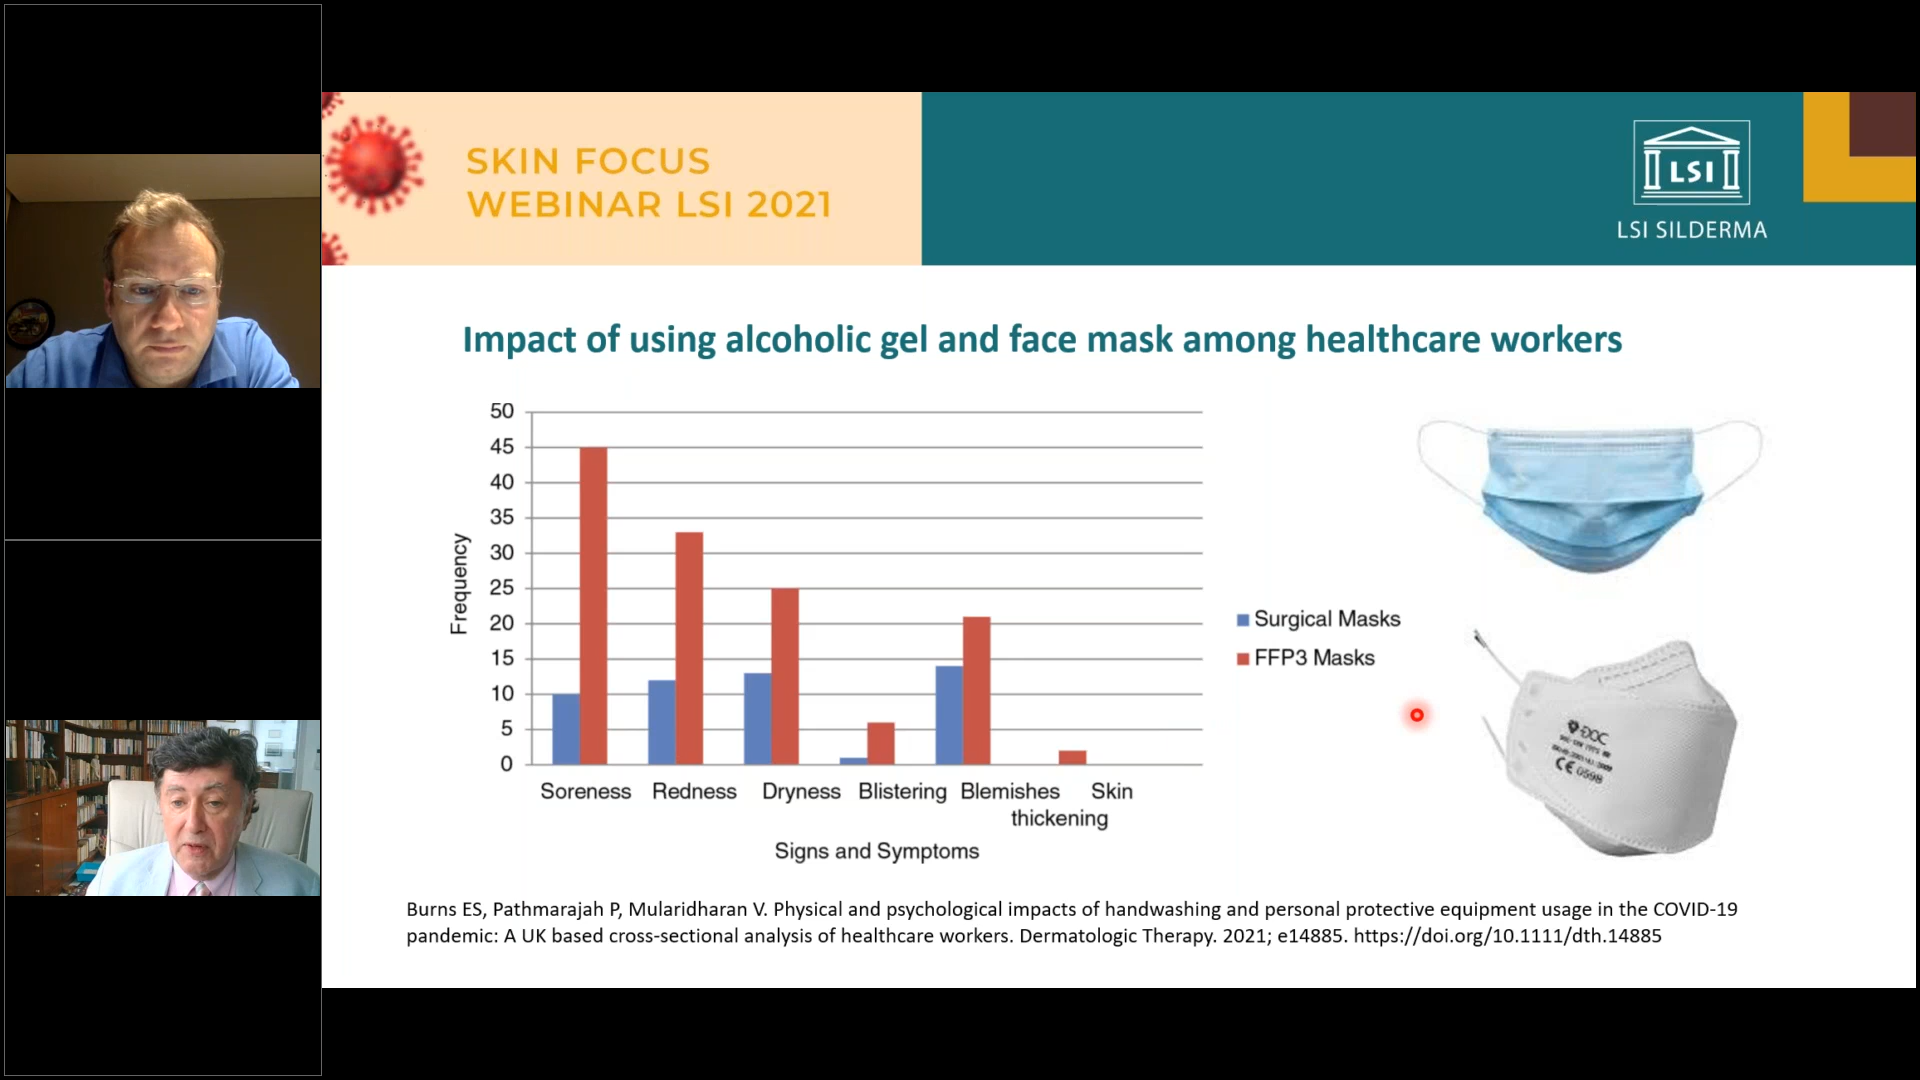 SKIN FOCUS
WEBINAR LSI 2021
LSI
LSI SILDERMA
Impact of using alcoholic gel and face mask among healthcare workers
50
45
40
35
30
25
20
15
10
5
0
Frequency
Soreness Redness Dryness Blistering Blemishes Skin
thickening
Signs and Symptoms
Surgical Masks
FFP3 Masks
DOC
CE 0598
Burns ES, Pathmarajah P, Mularidharan V. Physical and psychological impacts of handwashing and personal protective equipment usage in the COVID-19
pandemic: A UK based cross-sectional analysis of healthcare workers. Dermatologic Therapy. 2021; e14885. https://doi.org/10.1111/dth.14885